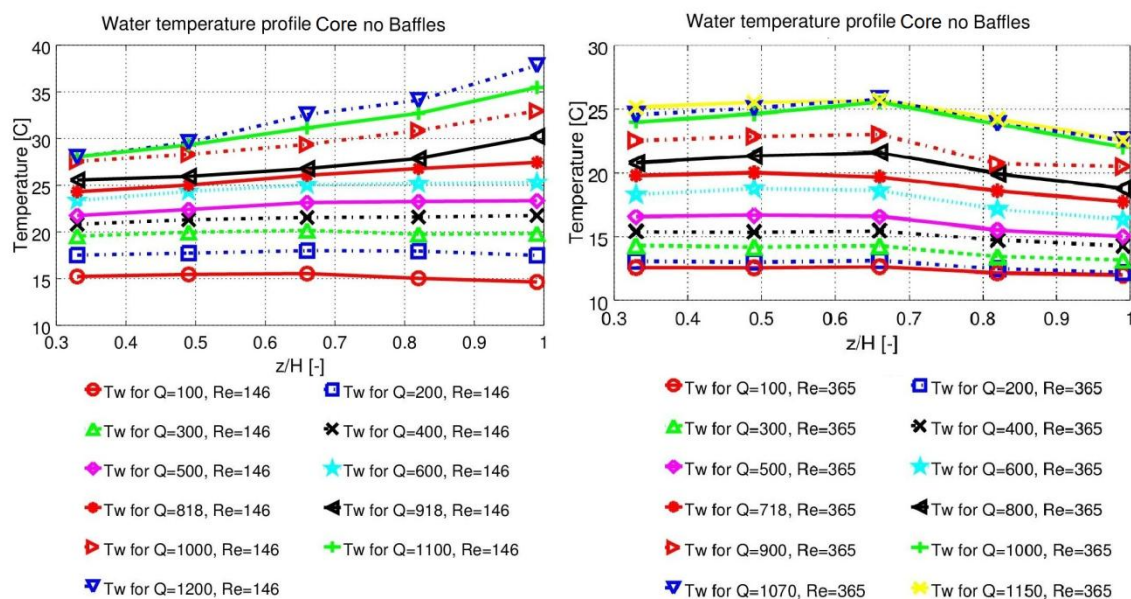 Water temperature profile Core no Baffles
Temperature [C]
40
35
30
25
20
15
10
0.3 0.4 0.5 0.6 0.7 0.8 0.9 1
z/H [-]
Tw for Q=100, Re=146
Tw for Q=200, Re=146
Tw for Q=300, Re=146
Tw for Q=400, Re=146
Tw for Q=500, Re=146
Tw for Q=600, Re=146
Tw for Q=818, Re=146
Tw for Q=918, Re=146
Tw for Q=1000, Re=146
Tw for Q=1100, Re=146
Tw for Q=1200, Re=146
Water temperature profile Core no Baffles
Temperature [C]
30
25
20
15
10
0.3 0.4 0.5 0.6 0.7 0.8 0.9 1
z/H [-]
Tw for Q=100, Re=365
Tw for Q=200, Re=365
Tw for Q=300, Re=365
Tw for Q=400, Re=365
Tw for Q=500, Re=365
Tw for Q=600, Re=365
Tw for Q=718, Re=365
Tw for Q=800, Re=365
Tw for Q=900, Re=365
Tw for Q=1000, Re=365
Tw for Q=1070, Re=365
Tw for Q=1150, Re=365